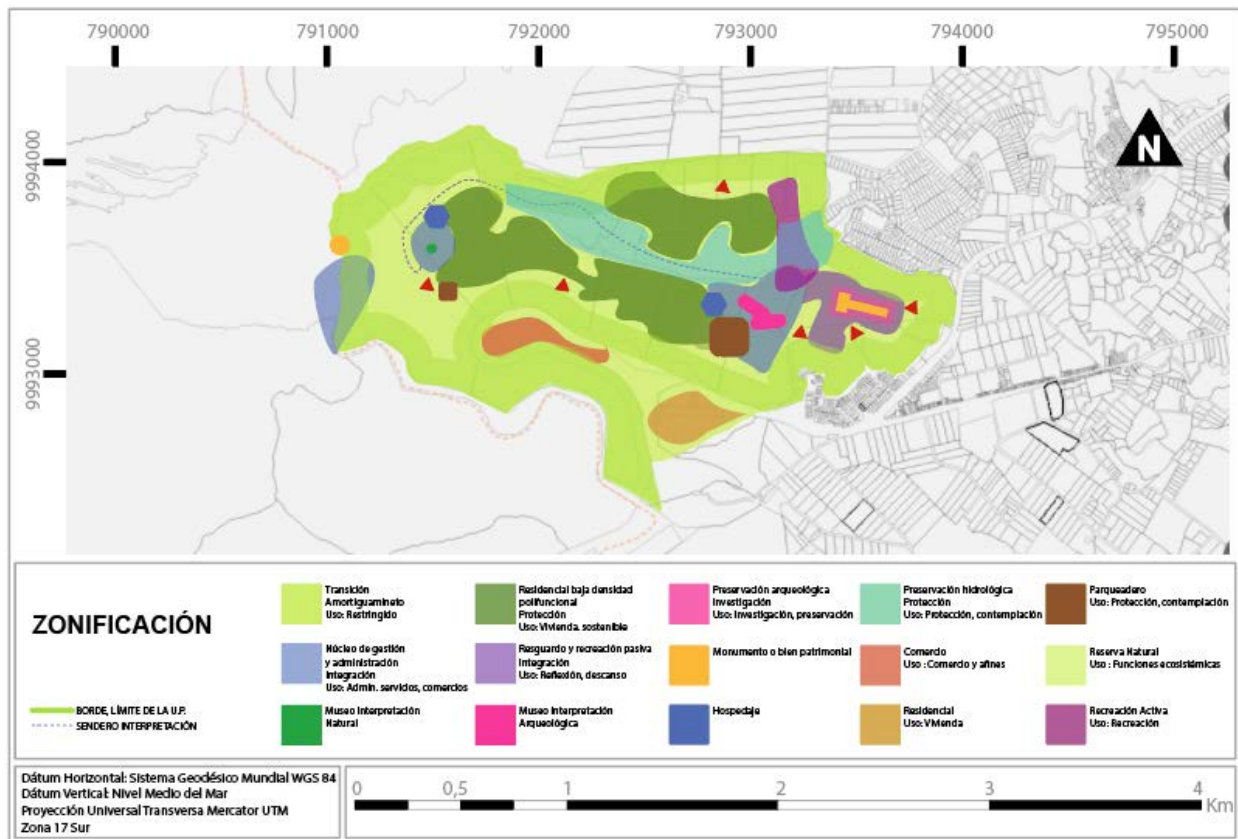 790000
791000
792000
793000
794000
795000
9994000
9993000
N
ZONIFICACIÓN
BORDE, LÍMITE DE LA U.P.
SENDERO INTERPRETACIÓN
Transición
Amortiguamineto
Uso: Restringido
Residencial baja densidad
polifuncional
Protección
Uso: Vivienda. sostenible
Preservación arqueológica
Investigación
Uso: Investigación, preservación
Preservación hidrológica
Protección
Uso: Protección, contemplación
Parqueadero
Uso: Protección, contemplación
Núcleo de gestión
y administración
Integración
Uso: Admin. servicios, comercios
Resguardo y recreación pasiva
Integración
Uso: Reflexión, descanso
Monumento o bien patrimonial
Comercio
Uso : Comercio y afines
Reserva Natural
Uso : Funciones ecosistémicas
Museo Interpretación
Natural
Museo Interpretación
Arqueológica
Hospedaje
Residencial
Uso: Vivienda
Recreación Activa
Uso: Recreación
Dátum Horizontal: Sistema Geodésico Mundial WGS 84
Dátum Vertical: Nivel Medio del Mar
Proyección Universal Transversa Mercator UTM
Zona 17 Sur
0 0,5 1 2 3 4
Km